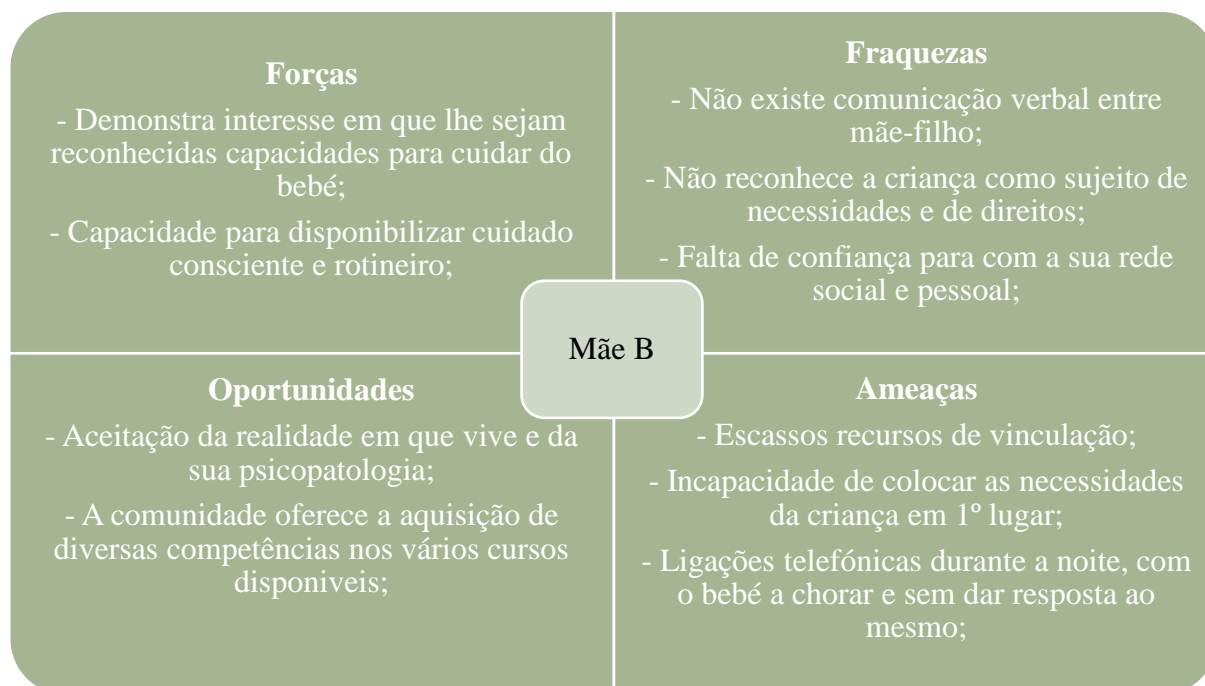 Forças
- Demonstra interesse em que lhe sejam
reconhecidas capacidades para cuidar do
bebé;
- Capacidade para disponibilizar cuidado
consciente e rotineiro;
Fraquezas
- Não existe comunicação verbal entre
mãe-filho;
- Não reconhece a criança como sujeito de
necessidades e de direitos;
- Falta de confiança para com a sua rede
social e pessoal;
Mãe B
Oportunidades
- Aceitação da realidade em que vive e da
sua psicopatologia;
- A comunidade oferece a aquisição de
diversas competências nos vários cursos
disponiveis;
Ameaças
- Escassos recursos de vinculação;
- Incapacidade de colocar as necessidades
da criança em 1º lugar;
- Ligações telefónicas durante a noite, com
o bebé a chorar e sem dar resposta ao
mesmo;